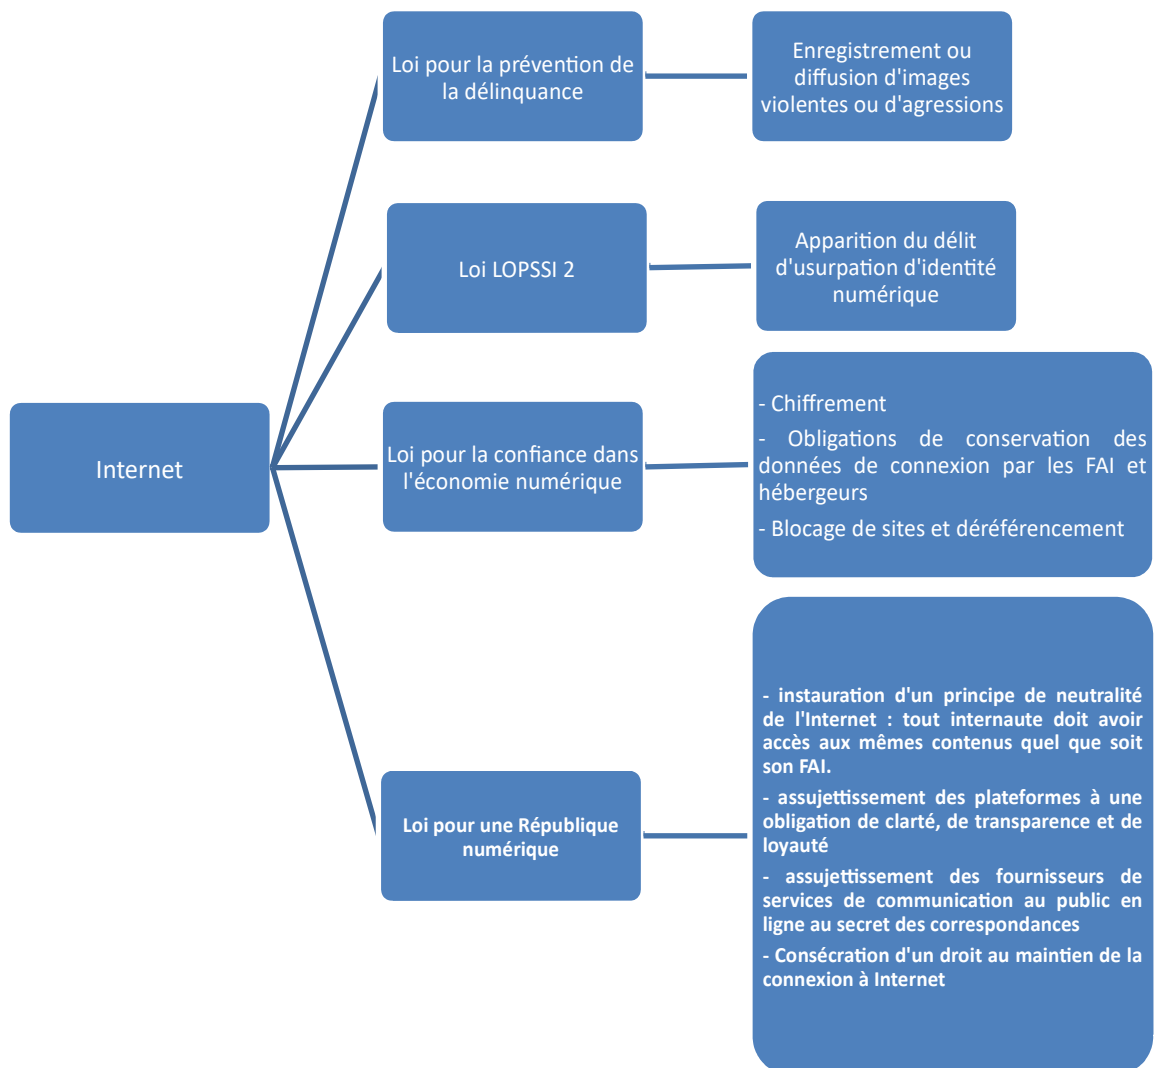 Loi pour la prévention de
la délinquance
Enregistrement ou
diffusion d'images
violentes ou d'agressions
Loi LOPSSI 2
Apparition du délit
d'usurpation d'identité
numérique
Internet
Loi pour la confiance dans
l'économie numérique
- Chiffrement
- Obligations de conservation des
données de connexion par les FAI et
hébergeurs
- Blocage de sites et déréférencement
Loi pour une République
numérique
- instauration d'un principe de neutralité
de l'Internet : tout internaute doit avoir
accès aux mêmes contenus quel que soit
son FAI.
- assujettissement des plateformes à une
obligation de clarté, de transparence et de
loyauté
- assujettissement des fournisseurs de
services de communication au public en
ligne au secret des correspondances
- Consécration d'un droit au maintien de la
connexion à Internet